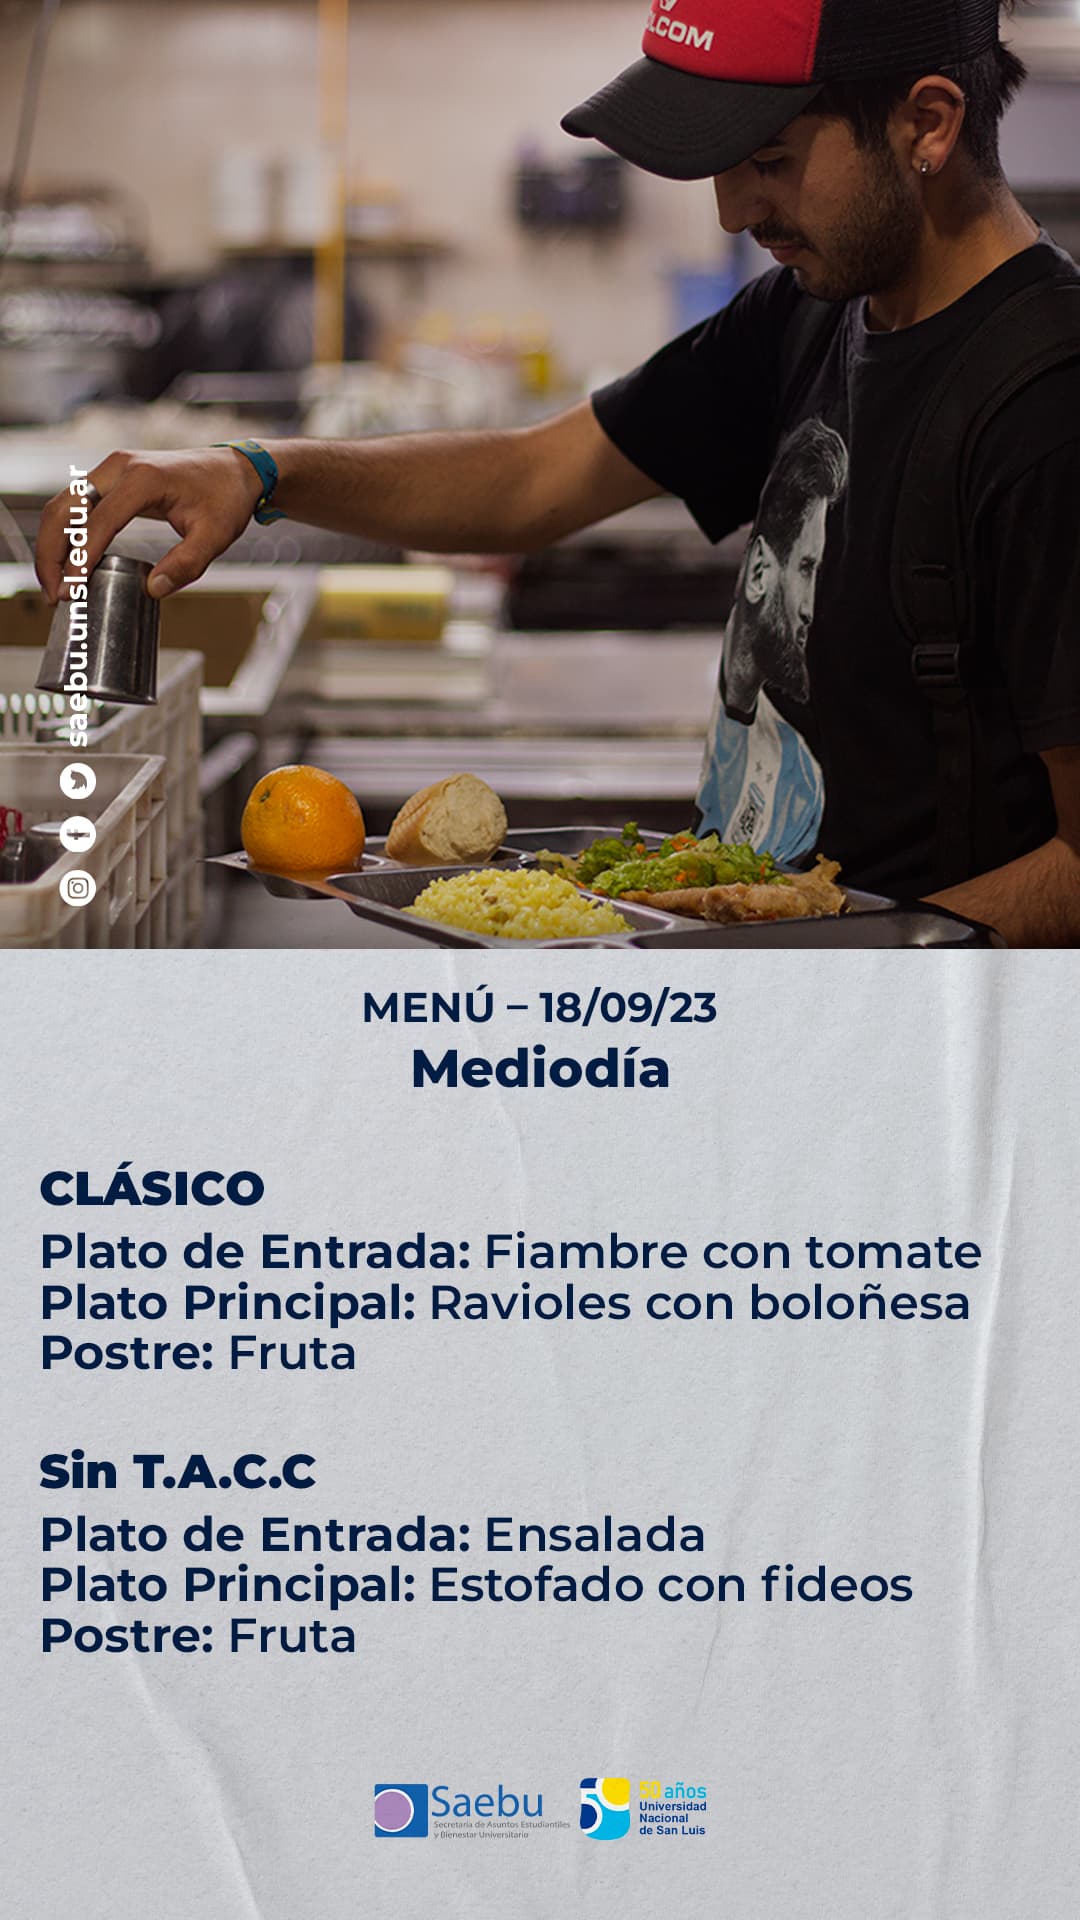 LCOM
saebu.unsl.edu.ar
MENÚ – 18/09/23
Mediodía
CLÁSICO
Plato de Entrada: Fiambre con tomate
Plato Principal: Ravioles con boloñesa
Postre: Fruta
Sin T.A.C.C
Plato de Entrada: Ensalada
Plato Principal: Estofado con fideos
Postre: Fruta
Saebu
Secretaría de Asuntos Estudiantiles
y Bienestar Universitario
50 años
Universidad
Nacional
de San Luis